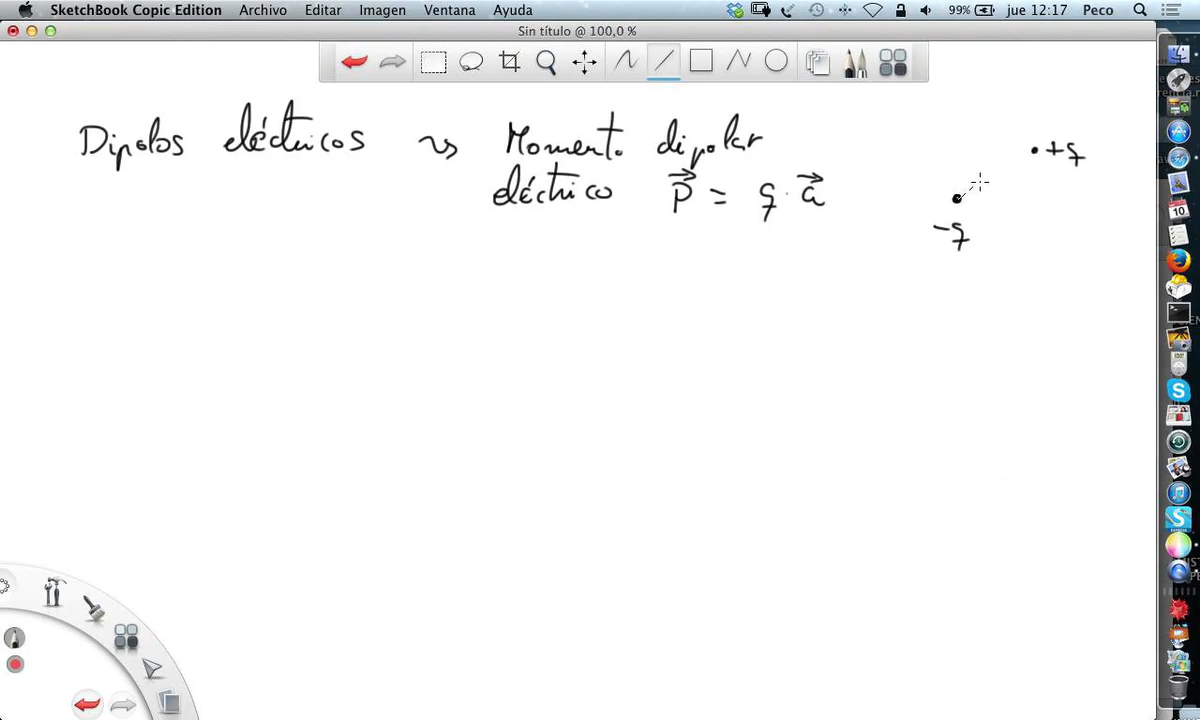 SketchBook Copic Edition Archivo Editar Imagen Ventana Ayuda 99% jue 12:17 Peco
Sin título @ 100,0 %
Dipolos eléctricos ⇝ Momento dipolar
eléctrico p⃗ = q · a⃗
+q
-q